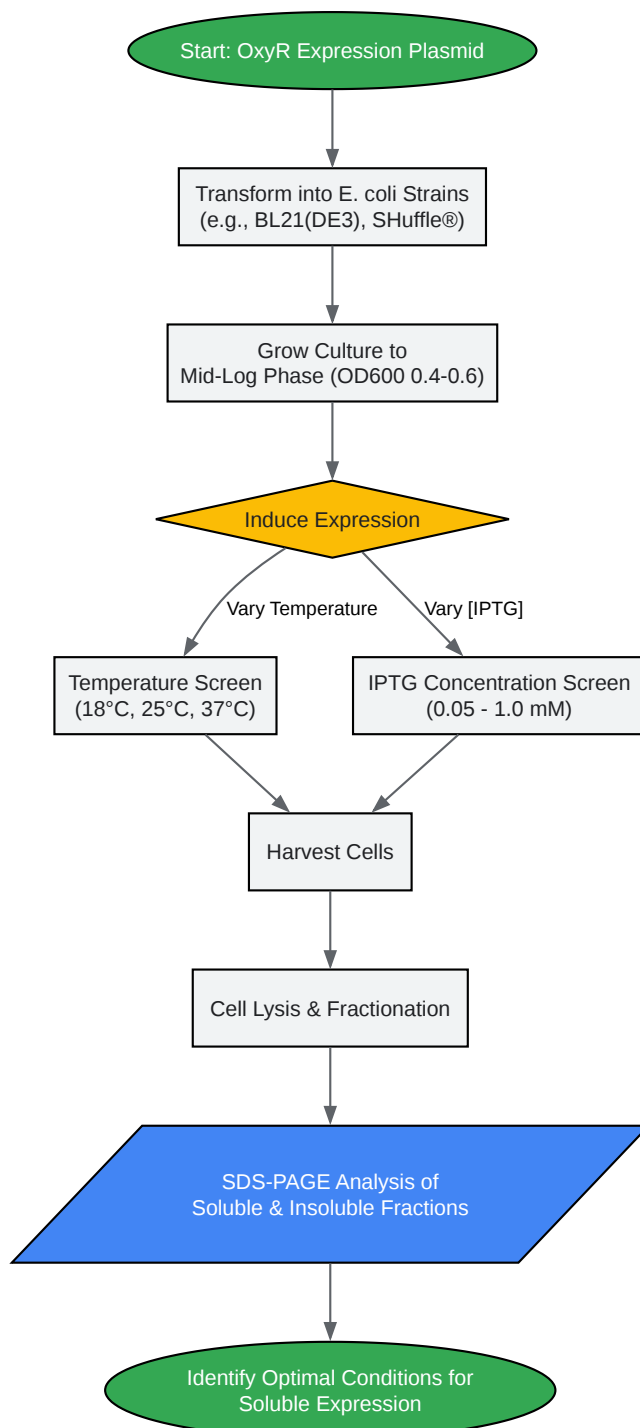 Start: OxyR Expression Plasmid
Transform into E. coli Strains
(e.g., BL21(DE3), SHuffle®)
Grow Culture to
Mid-Log Phase (OD600 0.4-0.6)
Induce Expression
Vary Temperature
Vary [IPTG]
Temperature Screen
(18°C, 25°C, 37°C)
IPTG Concentration Screen
(0.05 - 1.0 mM)
Harvest Cells
Cell Lysis & Fractionation
SDS-PAGE Analysis of
Soluble & Insoluble Fractions
Identify Optimal Conditions for
Soluble Expression